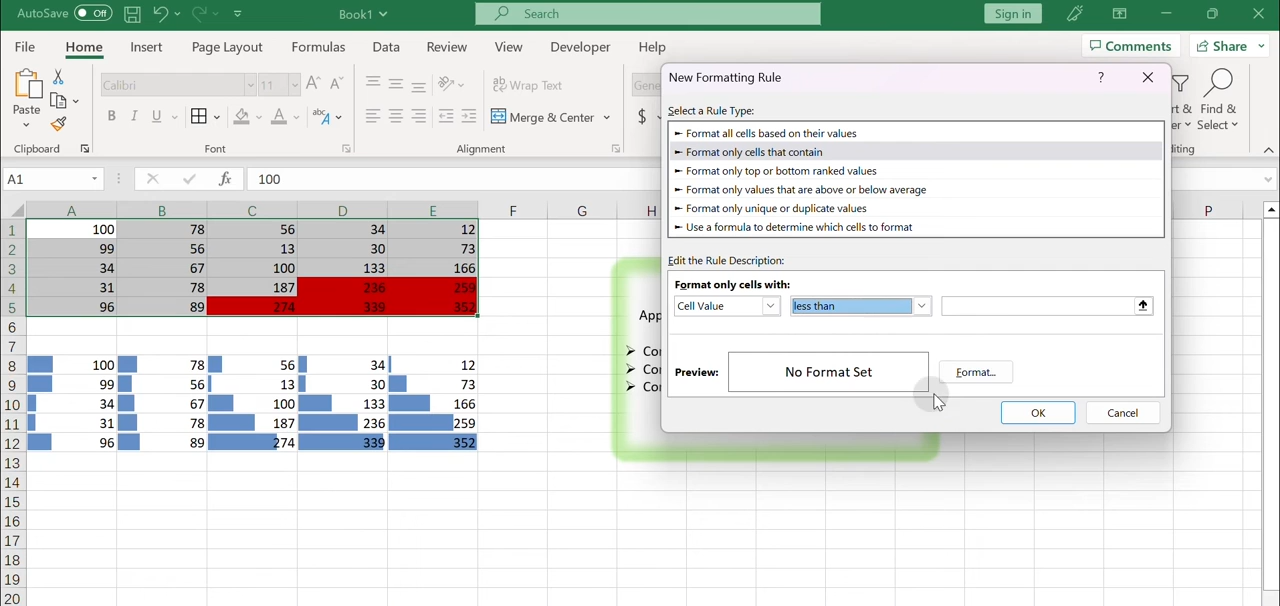 AutoSave Off Book1 Search Sign in
File Home Insert Page Layout Formulas Data Review View Developer Help Comments Share
Paste Calibri 11 Wrap Text Merge & Center $ Find & Select
Clipboard Font Alignment
A1 fx 100
A B C D E F G H P
1 100 78 56 34 12
2 99 56 13 30 73
3 34 67 100 133 166
4 31 78 187 236 259
5 96 89 274 339 352
6
7
8 100 78 56 34 12
9 99 56 13 30 73
10 34 67 100 133 166
11 31 78 187 236 259
12 96 89 274 339 352
13
14
15
16
17
18
19
20
New Formatting Rule ?
Select a Rule Type:
► Format all cells based on their values
► Format only cells that contain
► Format only top or bottom ranked values
► Format only values that are above or below average
► Format only unique or duplicate values
► Use a formula to determine which cells to format
Edit the Rule Description:
Format only cells with:
Cell Value less than
Preview: No Format Set Format...
OK Cancel